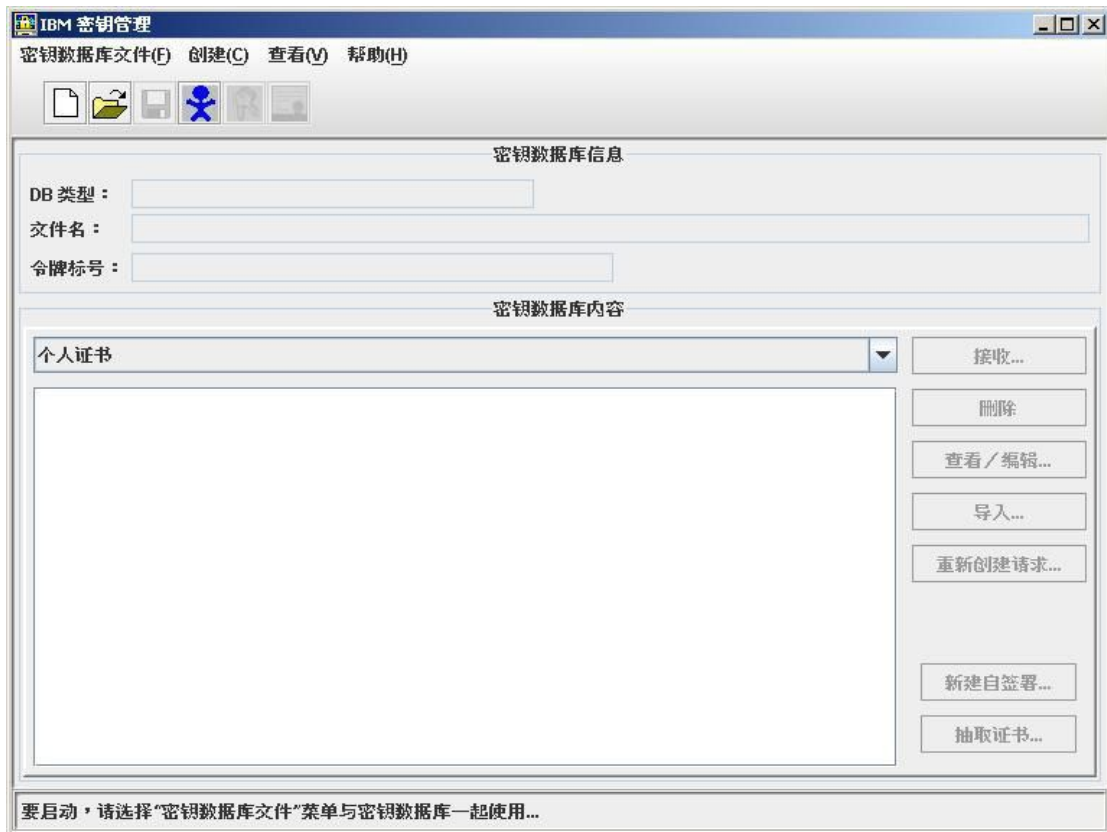 IBM 密钥管理
密钥数据库文件(F) 创建(C) 查看(V) 帮助(H)
密钥数据库信息
DB 类型：
文件名：
令牌标号：
密钥数据库内容
个人证书
接收...
删除
查看／编辑...
导入...
重新创建请求...
新建自签署...
抽取证书...
要启动，请选择“密钥数据库文件”菜单与密钥数据库一起使用...